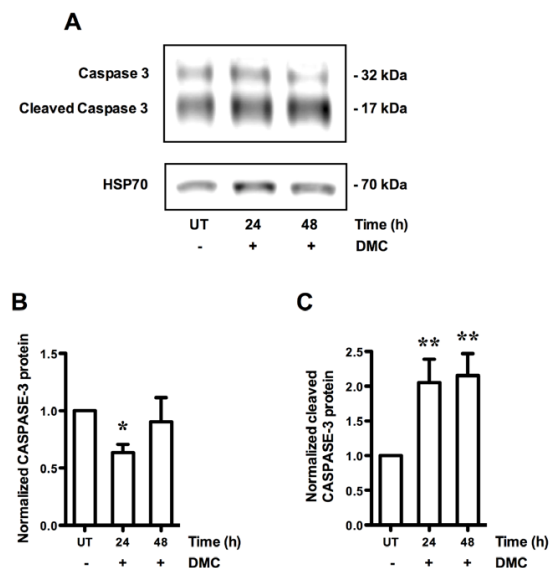 A
Caspase 3
- 32 kDa
Cleaved Caspase 3
- 17 kDa
HSP70
- 70 kDa
UT 24 48 Time (h)
- + + DMC
B
Normalized CASPASE-3 protein
1.5
1.0
0.5
0.0
*
UT 24 48 Time (h)
- + + DMC
C
Normalized cleaved
CASPASE-3 protein
2.5
2.0
1.5
1.0
0.5
0.0
** **
UT 24 48 Time (h)
- + + DMC